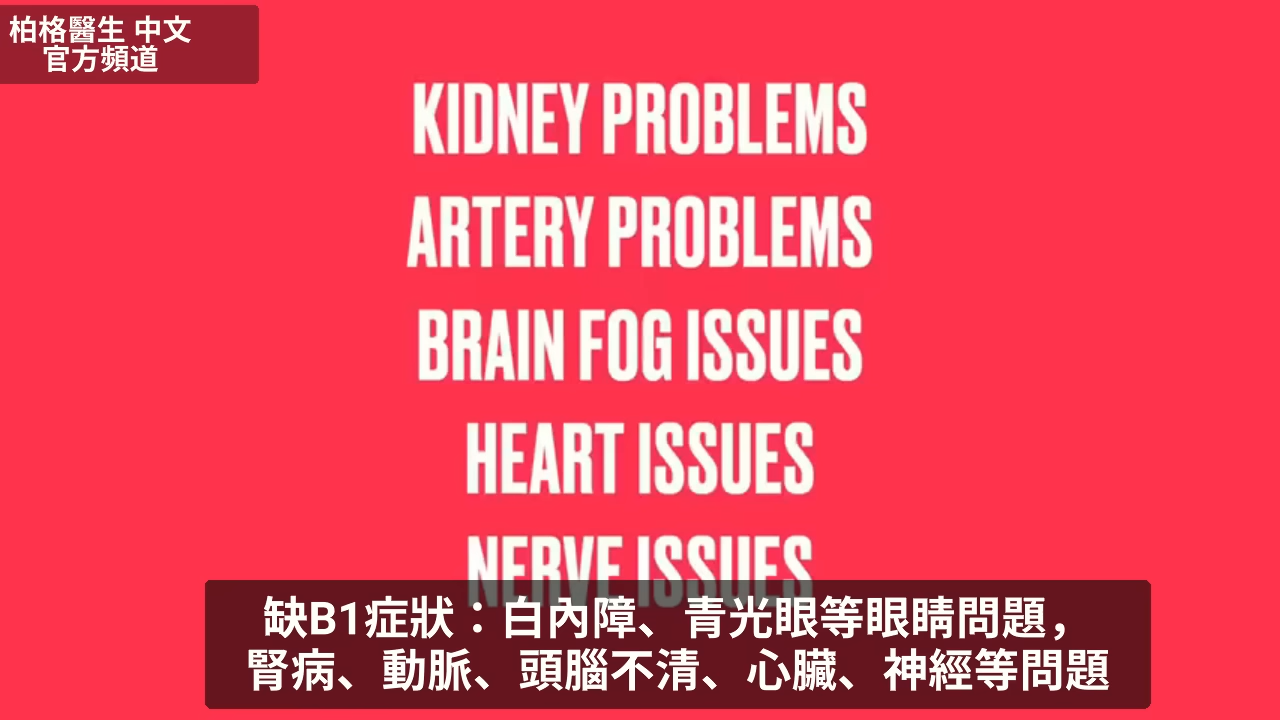 柏格醫生 中文
官方頻道
KIDNEY PROBLEMS
ARTERY PROBLEMS
BRAIN FOG ISSUES
HEART ISSUES
NERVE ISSUES
缺B1症狀：白內障、青光眼等眼睛問題，
腎病、動脈、頭腦不清、心臟、神經等問題